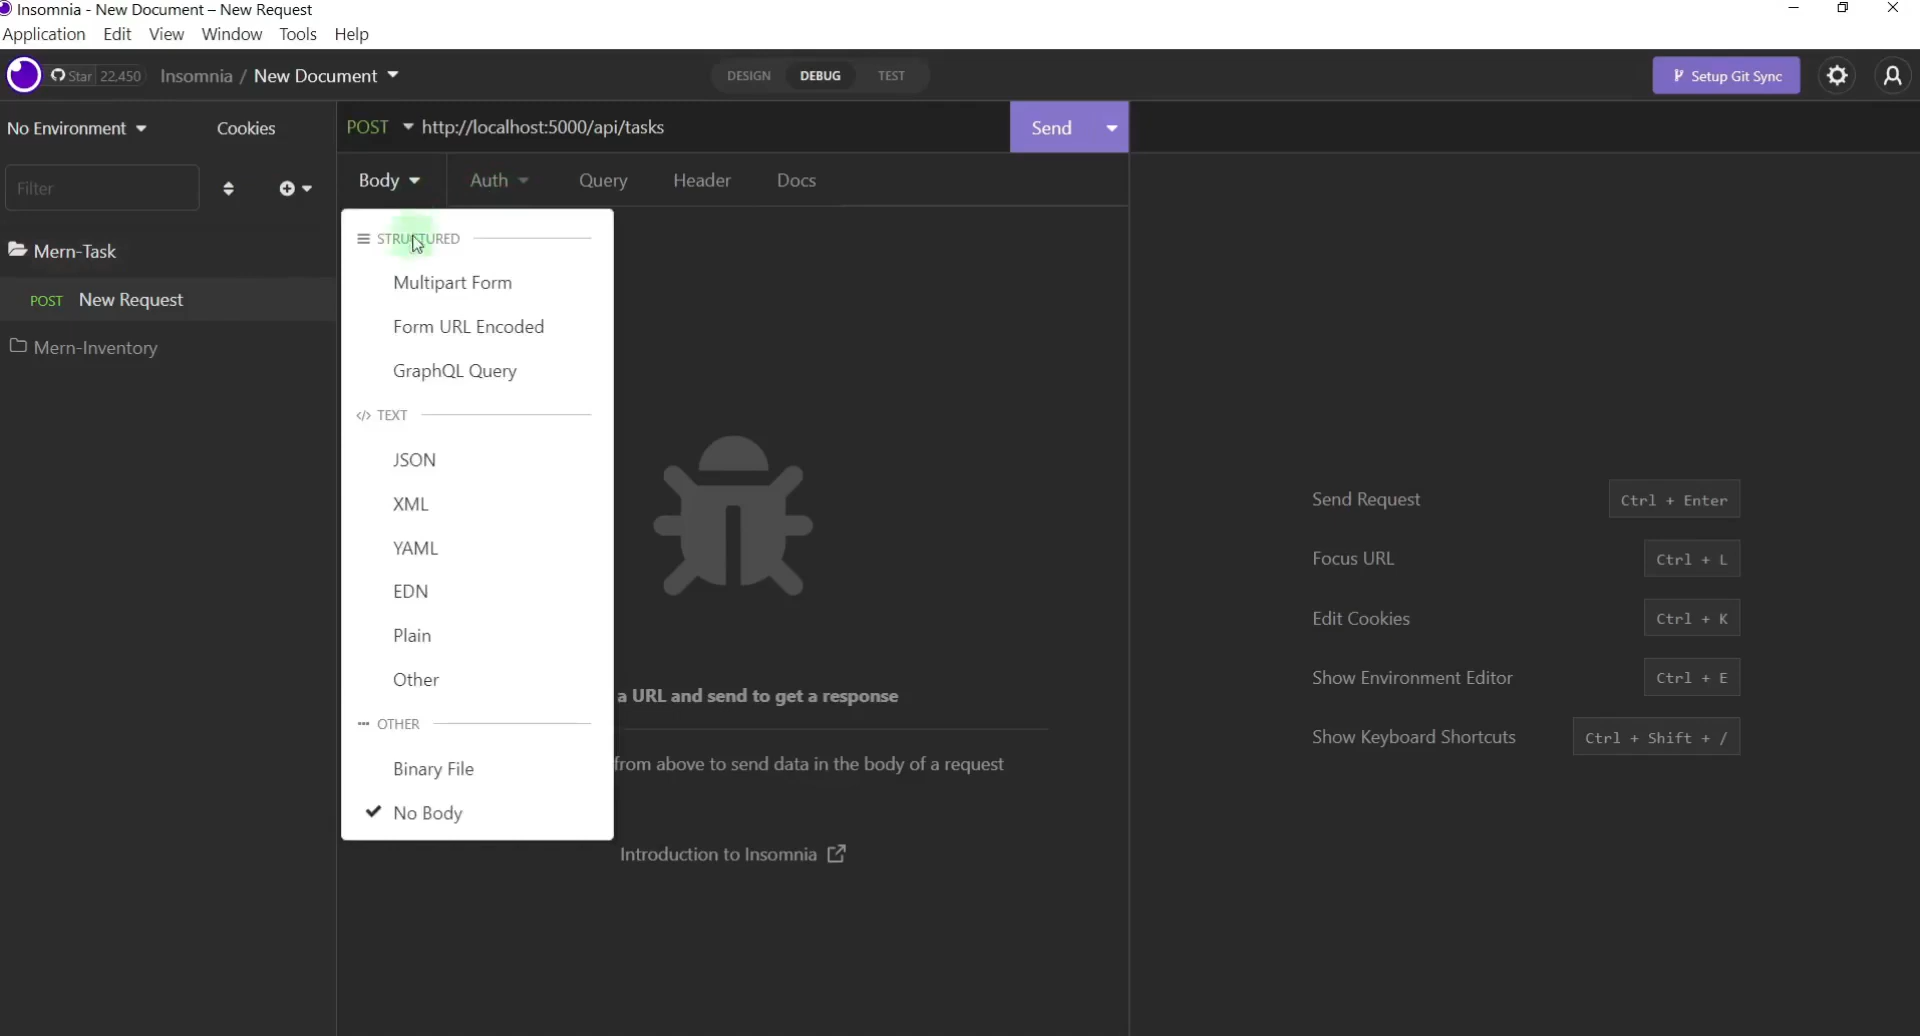 Insomnia - New Document – New Request
Application Edit View Window Tools Help
Star 22,450 Insomnia / New Document DESIGN DEBUG TEST Setup Git Sync
No Environment Cookies POST http://localhost:5000/api/tasks Send
Filter Body Auth Query Header Docs
STRUCTURED
Mern-Task
Multipart Form
POST New Request
Form URL Encoded
Mern-Inventory
GraphQL Query
TEXT
JSON
Send Request Ctrl + Enter
XML
YAML
Focus URL Ctrl + L
EDN
Edit Cookies Ctrl + K
Plain
Other
Show Environment Editor Ctrl + E
a URL and send to get a response
OTHER
Show Keyboard Shortcuts Ctrl + Shift + /
Binary File
from above to send data in the body of a request
No Body
Introduction to Insomnia